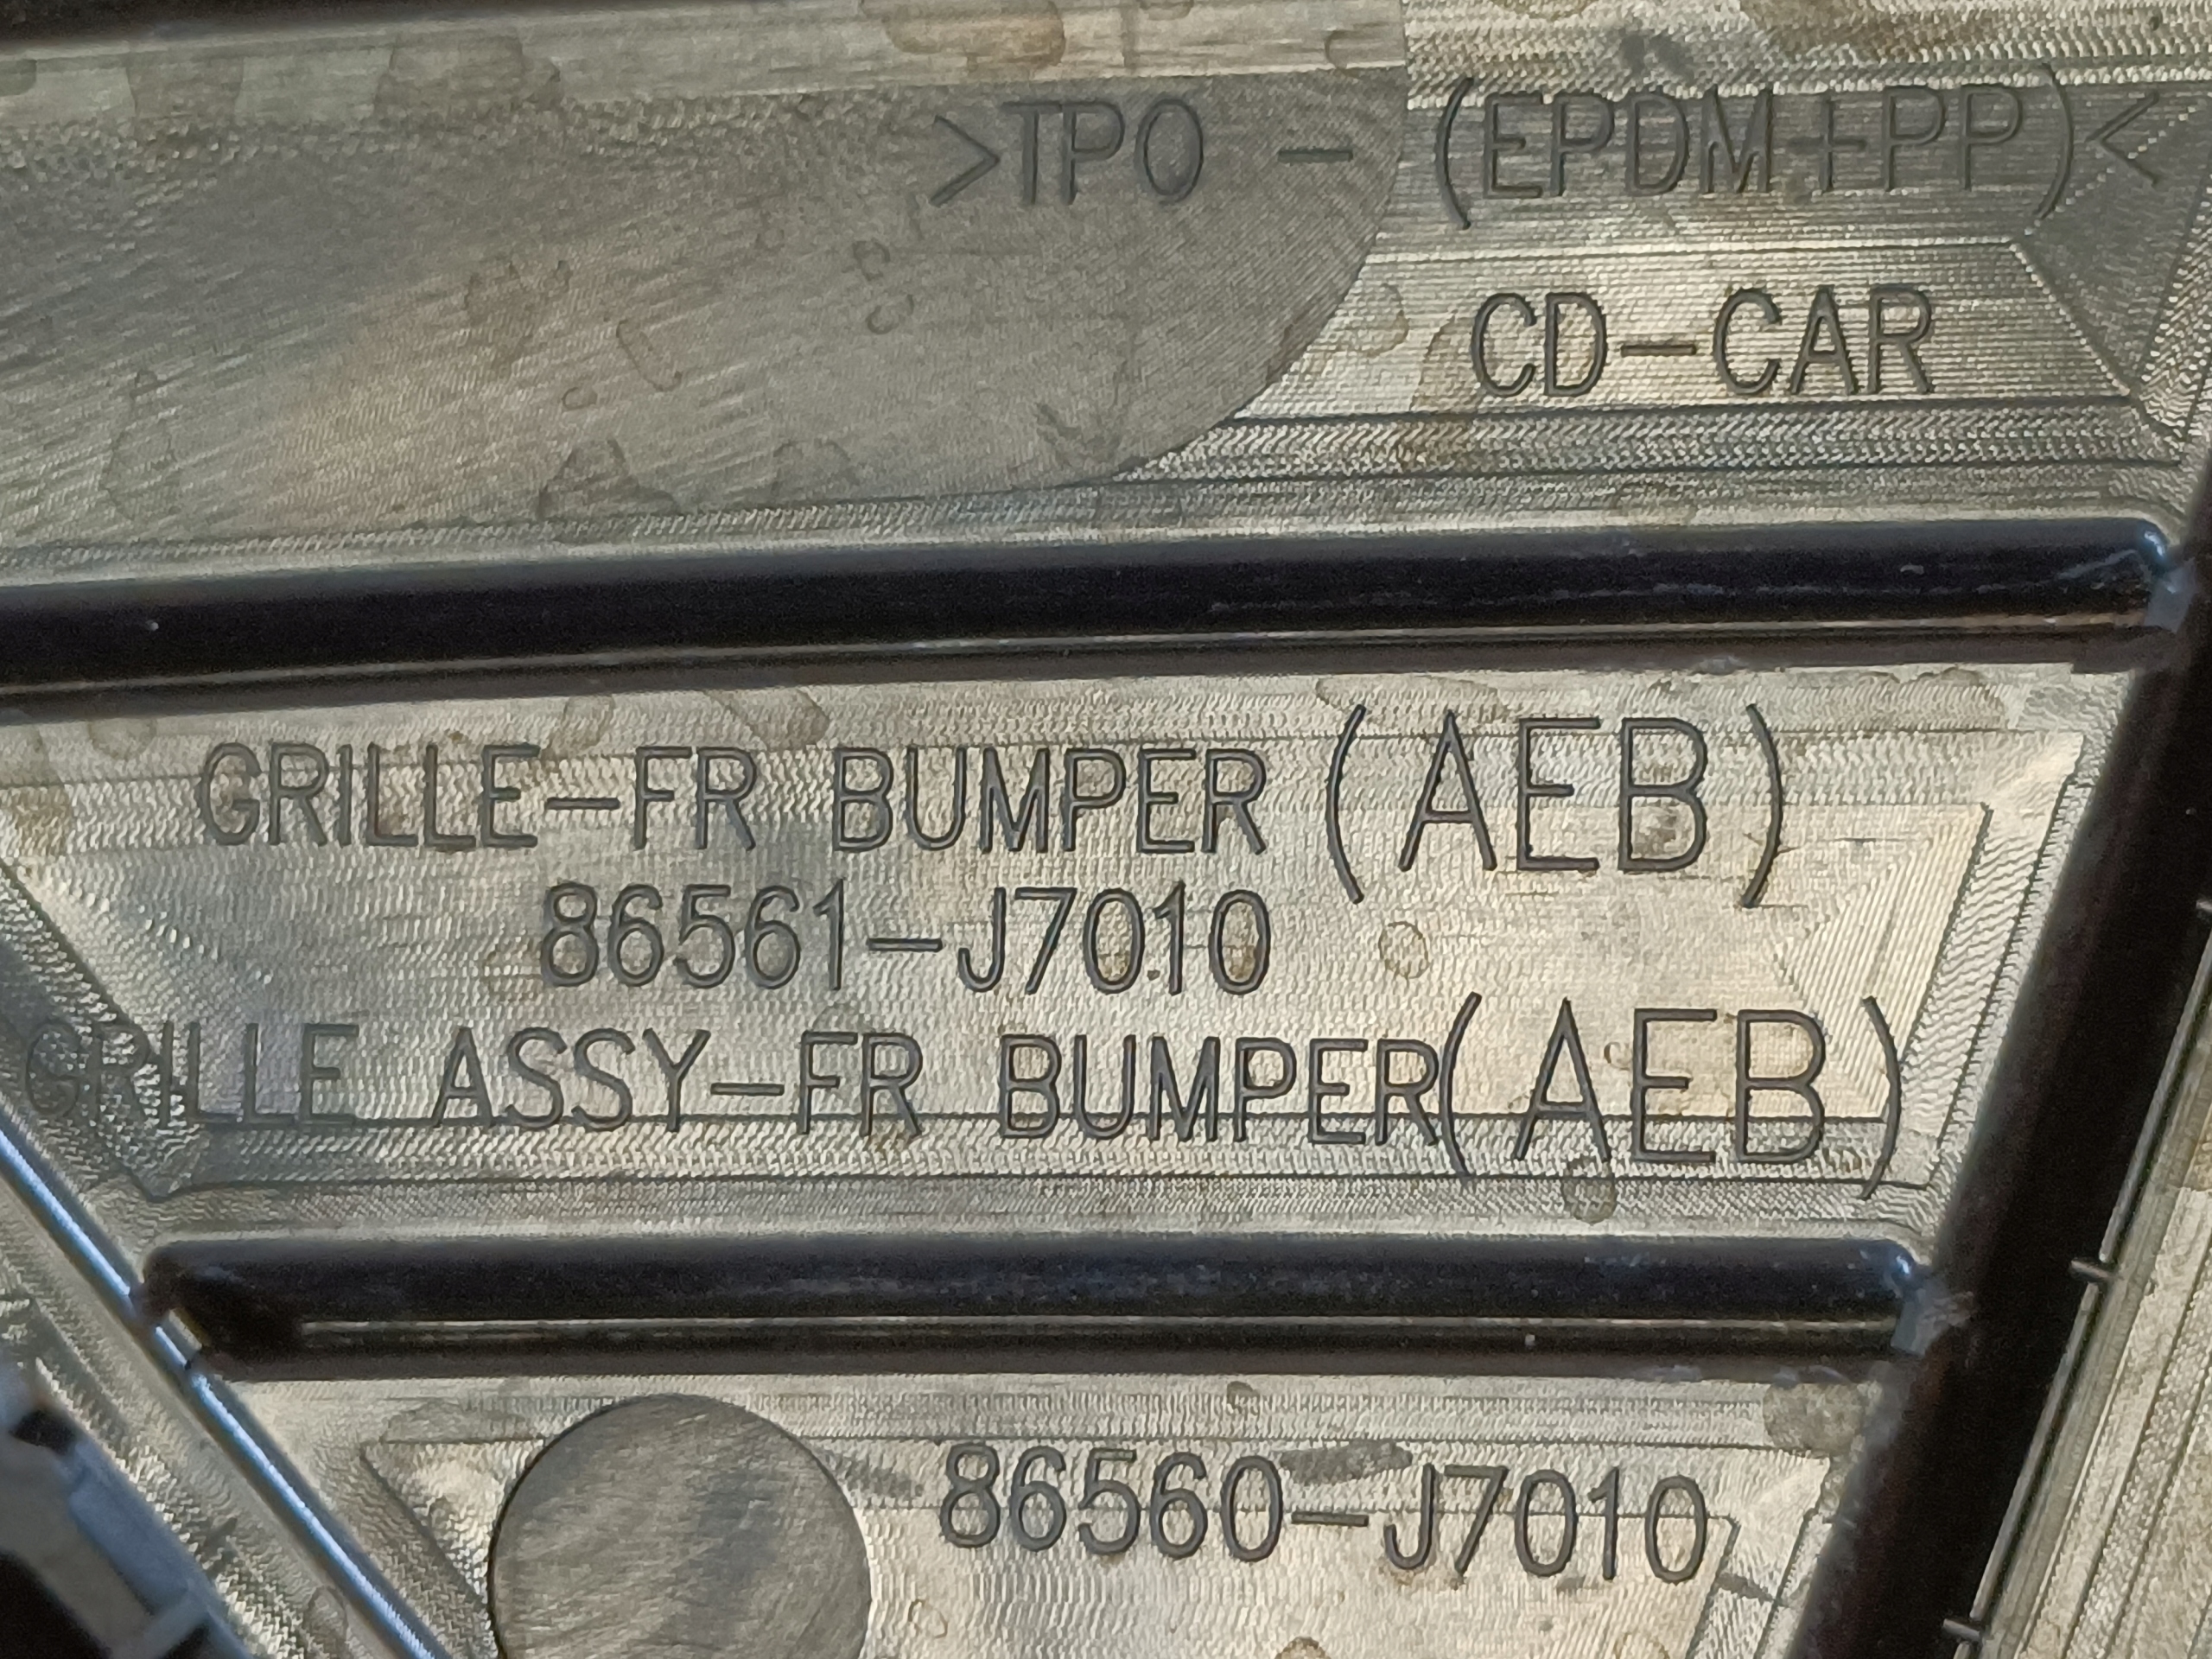 >TPO - (EPDM+PP)<
CD-CAR
GRILLE-FR BUMPER (AEB)
86561-J7010
GRILLE ASSY-FR BUMPER(AEB)
86560-J7010